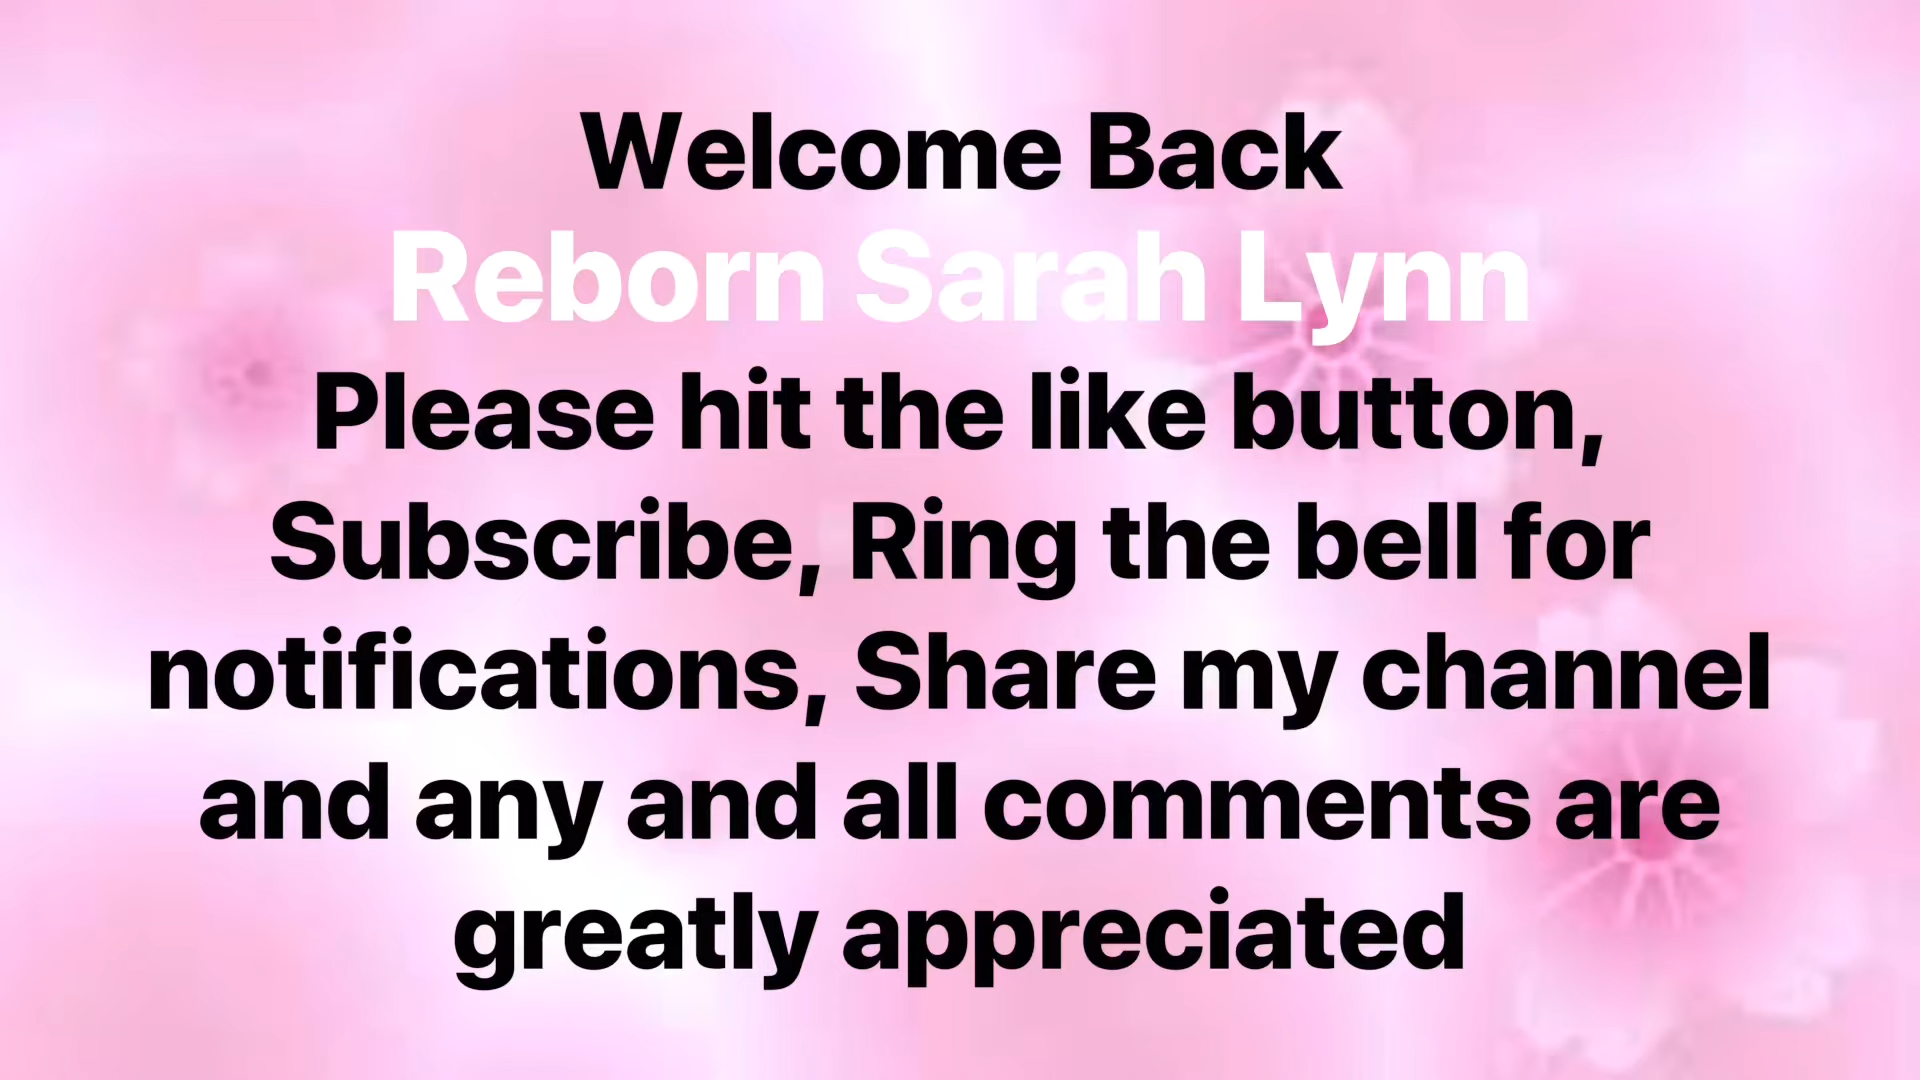 Welcome Back
Reborn Sarah Lynn
Please hit the like button,
Subscribe, Ring the bell for
notifications, Share my channel
and any and all comments are
greatly appreciated